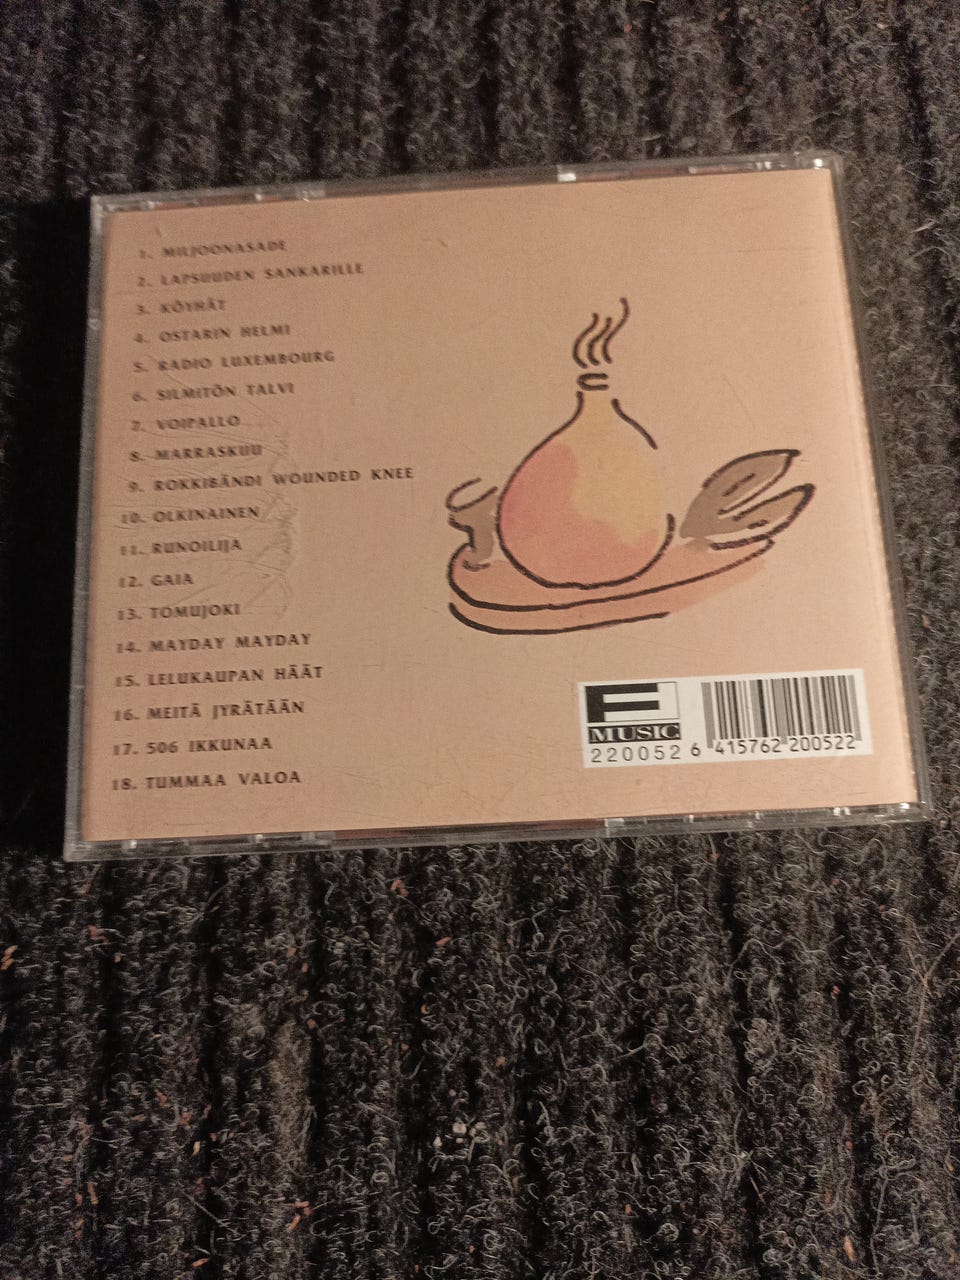 1. MILJOONASADE
2. LAPSUUDEN SANKARILLE
3. KÖYHÄT
4. OSTARIN HELMI
5. RADIO LUXEMBOURG
6. SILMITÖN TALVI
7. VOIPALLO
8. MARRASKUU
9. ROKKIBÄNDI WOUNDED KNEE
10. OLKINAINEN
11. RUNOILIJA
12. GAIA
13. TOMUJOKI
14. MAYDAY MAYDAY
15. LELUKAUPAN HÄÄT
16. MEITÄ JYRÄTÄÄN
17. 506 IKKUNAA
18. TUMMAA VALOA
F
MUSIC
220052
6 415762 200522